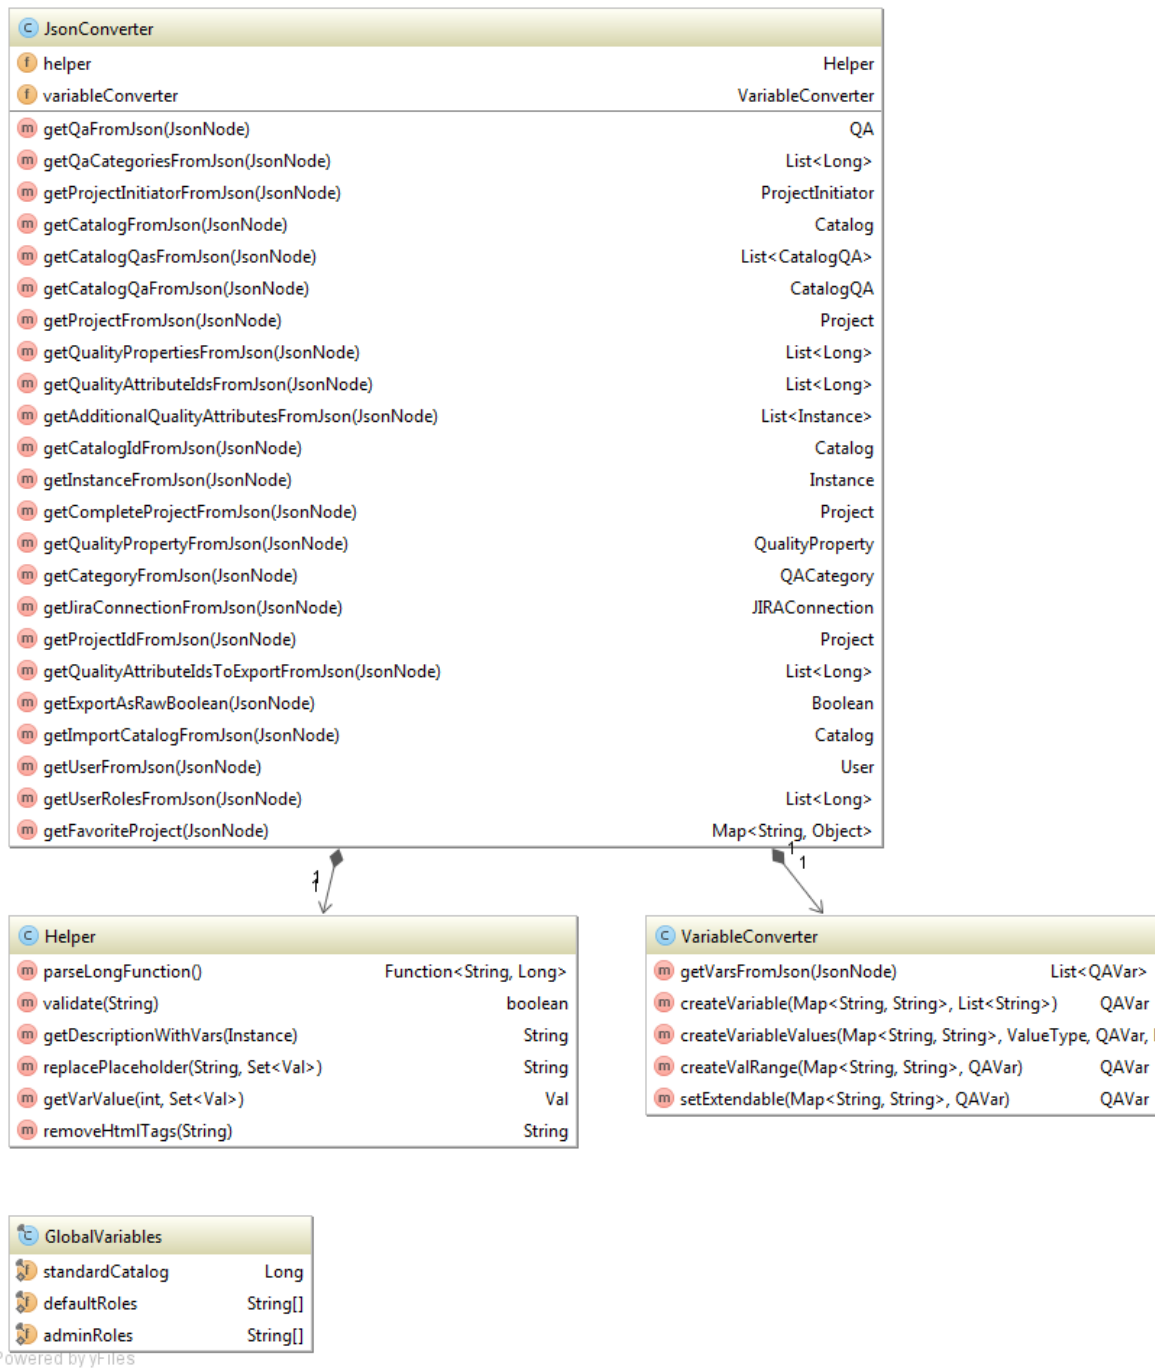 JsonConverter
helper Helper
variableConverter VariableConverter
getQaFromJson(JsonNode) QA
getQaCategoriesFromJson(JsonNode) List<Long>
getProjectInitiatorFromJson(JsonNode) ProjectInitiator
getCatalogFromJson(JsonNode) Catalog
getCatalogQasFromJson(JsonNode) List<CatalogQA>
getCatalogQaFromJson(JsonNode) CatalogQA
getProjectFromJson(JsonNode) Project
getQualityPropertiesFromJson(JsonNode) List<Long>
getQualityAttributeIdsFromJson(JsonNode) List<Long>
getAdditionalQualityAttributesFromJson(JsonNode) List<Instance>
getCatalogIdFromJson(JsonNode) Catalog
getInstanceFromJson(JsonNode) Instance
getCompleteProjectFromJson(JsonNode) Project
getQualityPropertyFromJson(JsonNode) QualityProperty
getCategoryFromJson(JsonNode) QACategory
getJiraConnectionFromJson(JsonNode) JIRAConnection
getProjectIdFromJson(JsonNode) Project
getQualityAttributeIdsToExportFromJson(JsonNode) List<Long>
getExportAsRawBoolean(JsonNode) Boolean
getImportCatalogFromJson(JsonNode) Catalog
getUserFromJson(JsonNode) User
getUserRolesFromJson(JsonNode) List<Long>
getFavoriteProject(JsonNode) Map<String, Object>
1
1
1
1
Helper
parseLongFunction() Function<String, Long>
validate(String) boolean
getDescriptionWithVars(Instance) String
replacePlaceholder(String, Set<Val>) String
getVarValue(int, Set<Val>) Val
removeHtmlTags(String) String
VariableConverter
getVarsFromJson(JsonNode) List<QAVar>
createVariable(Map<String, String>, List<String>) QAVar
createVariableValues(Map<String, String>, ValueType, QAVar,
createValRange(Map<String, String>, QAVar) QAVar
setExtendable(Map<String, String>, QAVar) QAVar
GlobalVariables
standardCatalog Long
defaultRoles String[]
adminRoles String[]
Powered by yFiles